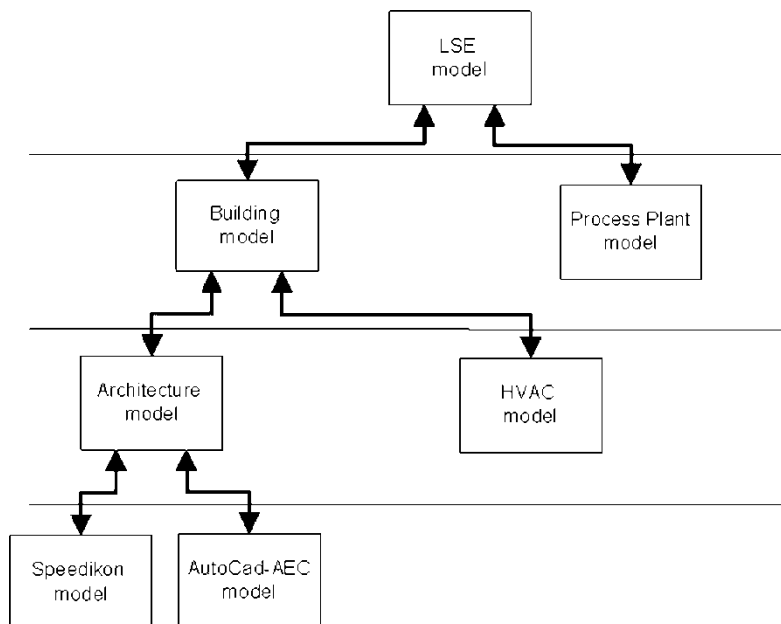 LSE
model
Building
model
Process Plant
model
Architecture
model
HVAC
model
Speedikon
model
AutoCad-AEC
model